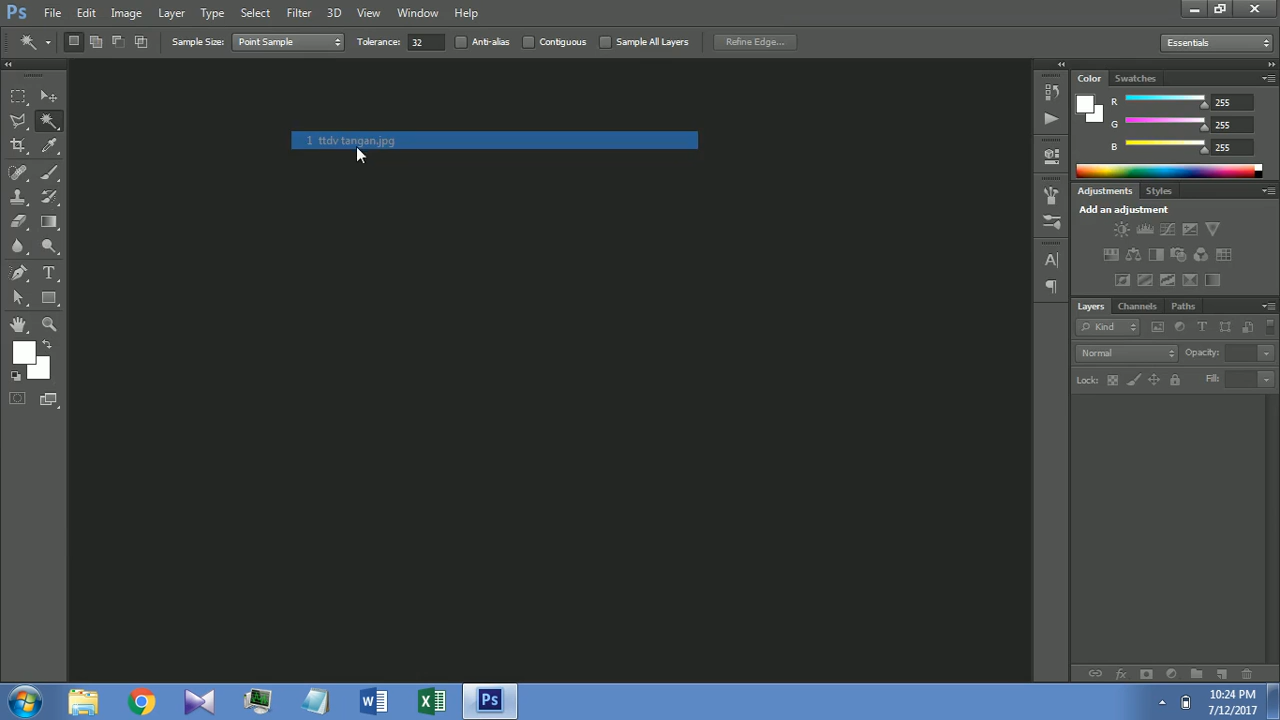 Ps File Edit Image Layer Type Select Filter 3D View Window Help
Sample Size: Point Sample Tolerance: 32 Anti-alias Contiguous Sample All Layers Refine Edge... Essentials
Color Swatches
R 255
G 255
B 255
1 ttdv tangan.jpg
Adjustments Styles
Add an adjustment
Layers Channels Paths
Kind
Normal Opacity:
Lock: Fill:
Ps
10:24 PM
7/12/2017